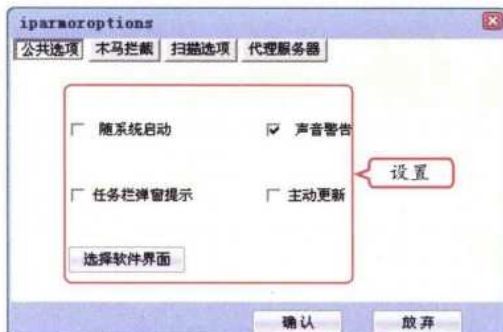 iparmoroptions
公共选项 木马拦截 扫描选项 代理服务器
随系统启动 声音警告
设置
任务栏弹窗提示 主动更新
选择软件界面
确认 放弃